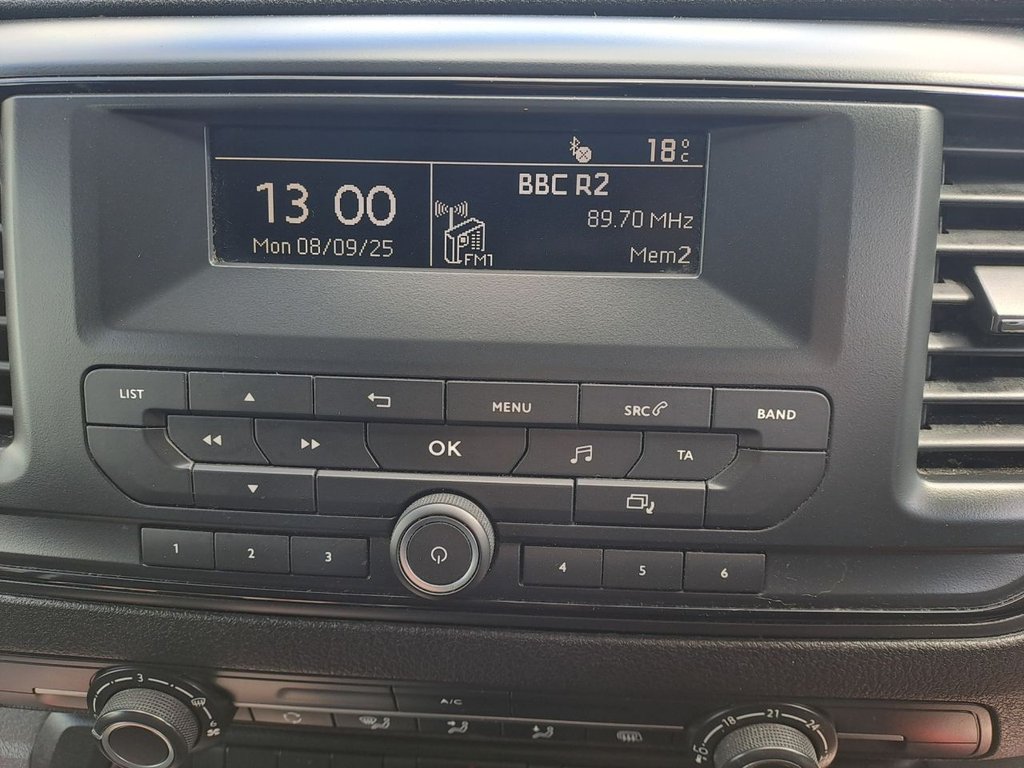 18°C
13 00
Mon 08/09/25
BBC R2
89.70 MHz
FM1
Mem2
LIST
MENU
SRC
BAND
OK
TA
1
2
3
4
5
6
A/C
3
6
18
21
24